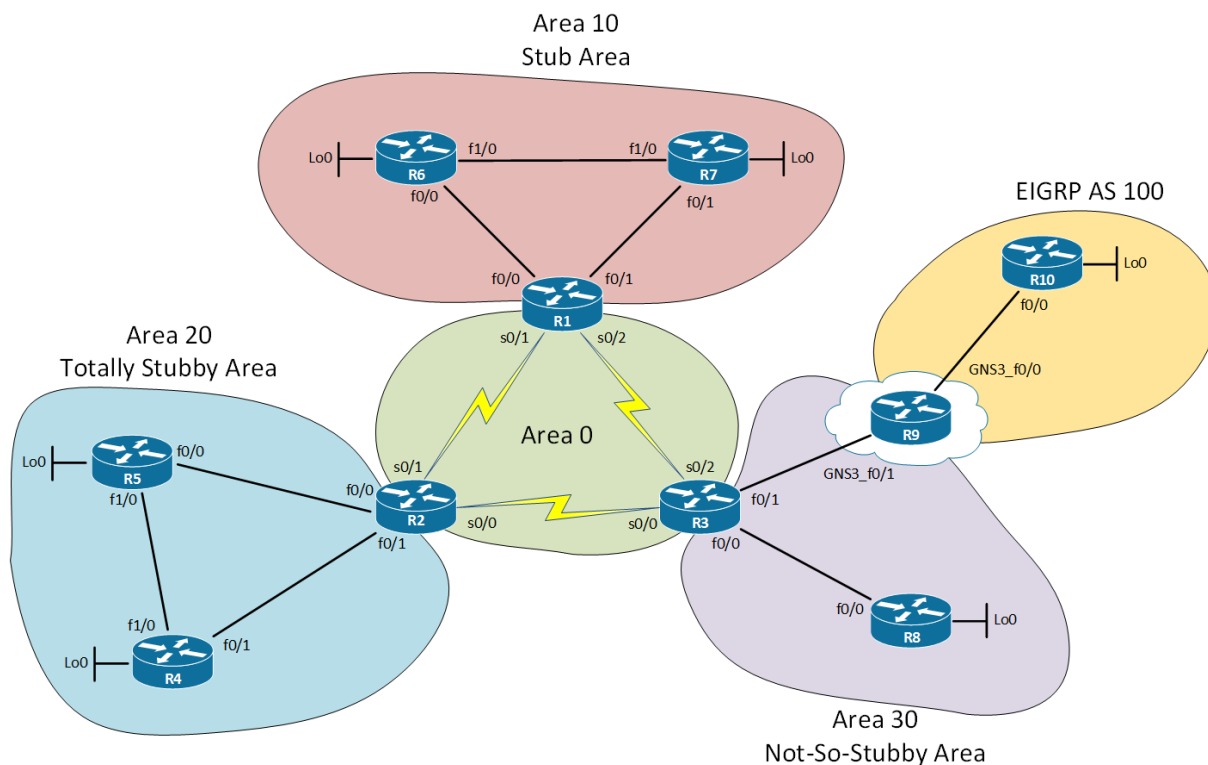 Area 10
Stub Area
Lo0
R6
f1/0
f1/0
R7
Lo0
f0/0
f0/1
EIGRP AS 100
R10
Lo0
f0/0
f0/0
f0/1
R1
s0/1
s0/2
GNS3_f0/0
Area 20
Totally Stubby Area
Area 0
R9
GNS3_f0/1
Lo0
R5
f0/0
f1/0
s0/1
f0/0
R2
s0/0
f0/1
s0/2
f0/1
R3
s0/0
f0/0
f1/0
f0/1
Lo0
R4
f0/0
R8
Lo0
Area 30
Not-So-Stubby Area